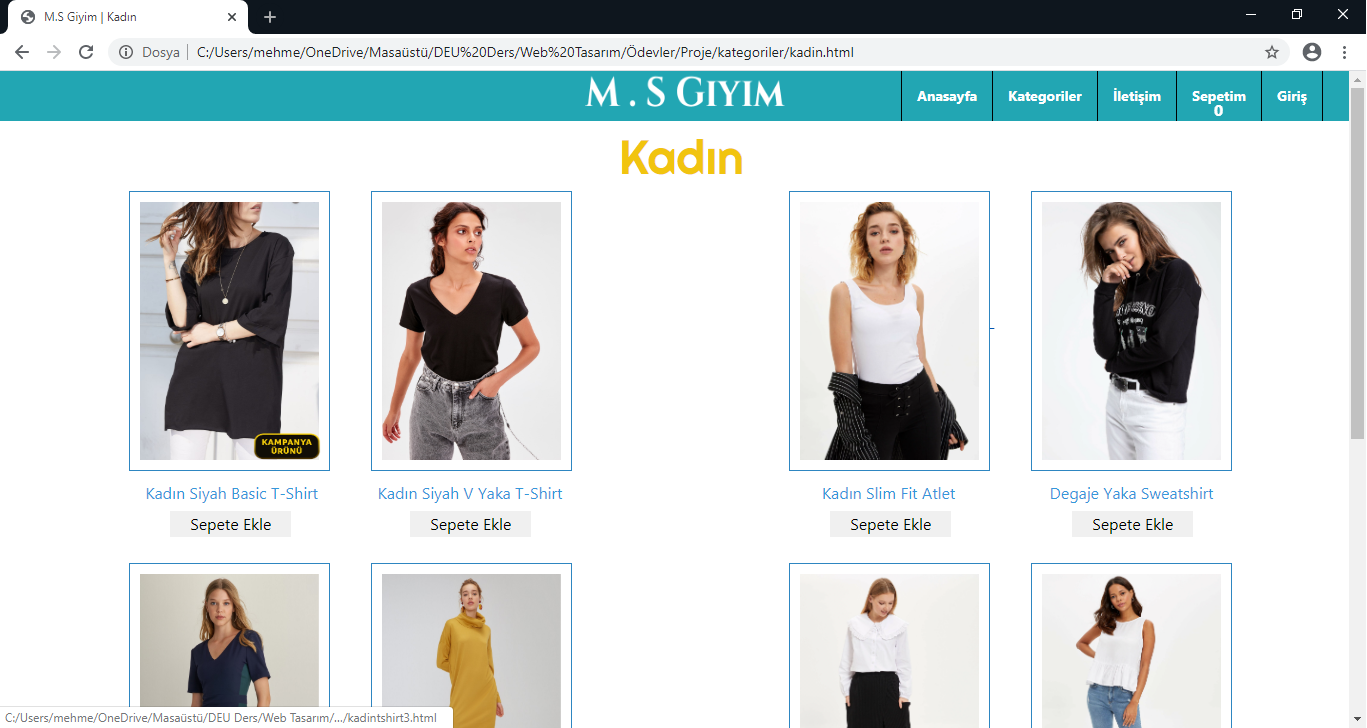 M.S Giyim | Kadın
Dosya
C:/Users/mehme/OneDrive/Masaüstü/DEU%20Ders/Web%20Tasarım/Ödevler/Proje/kategoriler/kadin.html
M . S GIYIM
Anasayfa
Kategoriler
İletişim
Sepetim
0
Giriş
Kadın
KAMPANYA
ÜRÜNÜ
Kadın Siyah Basic T-Shirt
Kadın Siyah V Yaka T-Shirt
Kadın Slim Fit Atlet
Degaje Yaka Sweatshirt
Sepete Ekle
Sepete Ekle
Sepete Ekle
Sepete Ekle
C:/Users/mehme/OneDrive/Masaüstü/DEU Ders/Web Tasarım/.../kadintshirt3.html